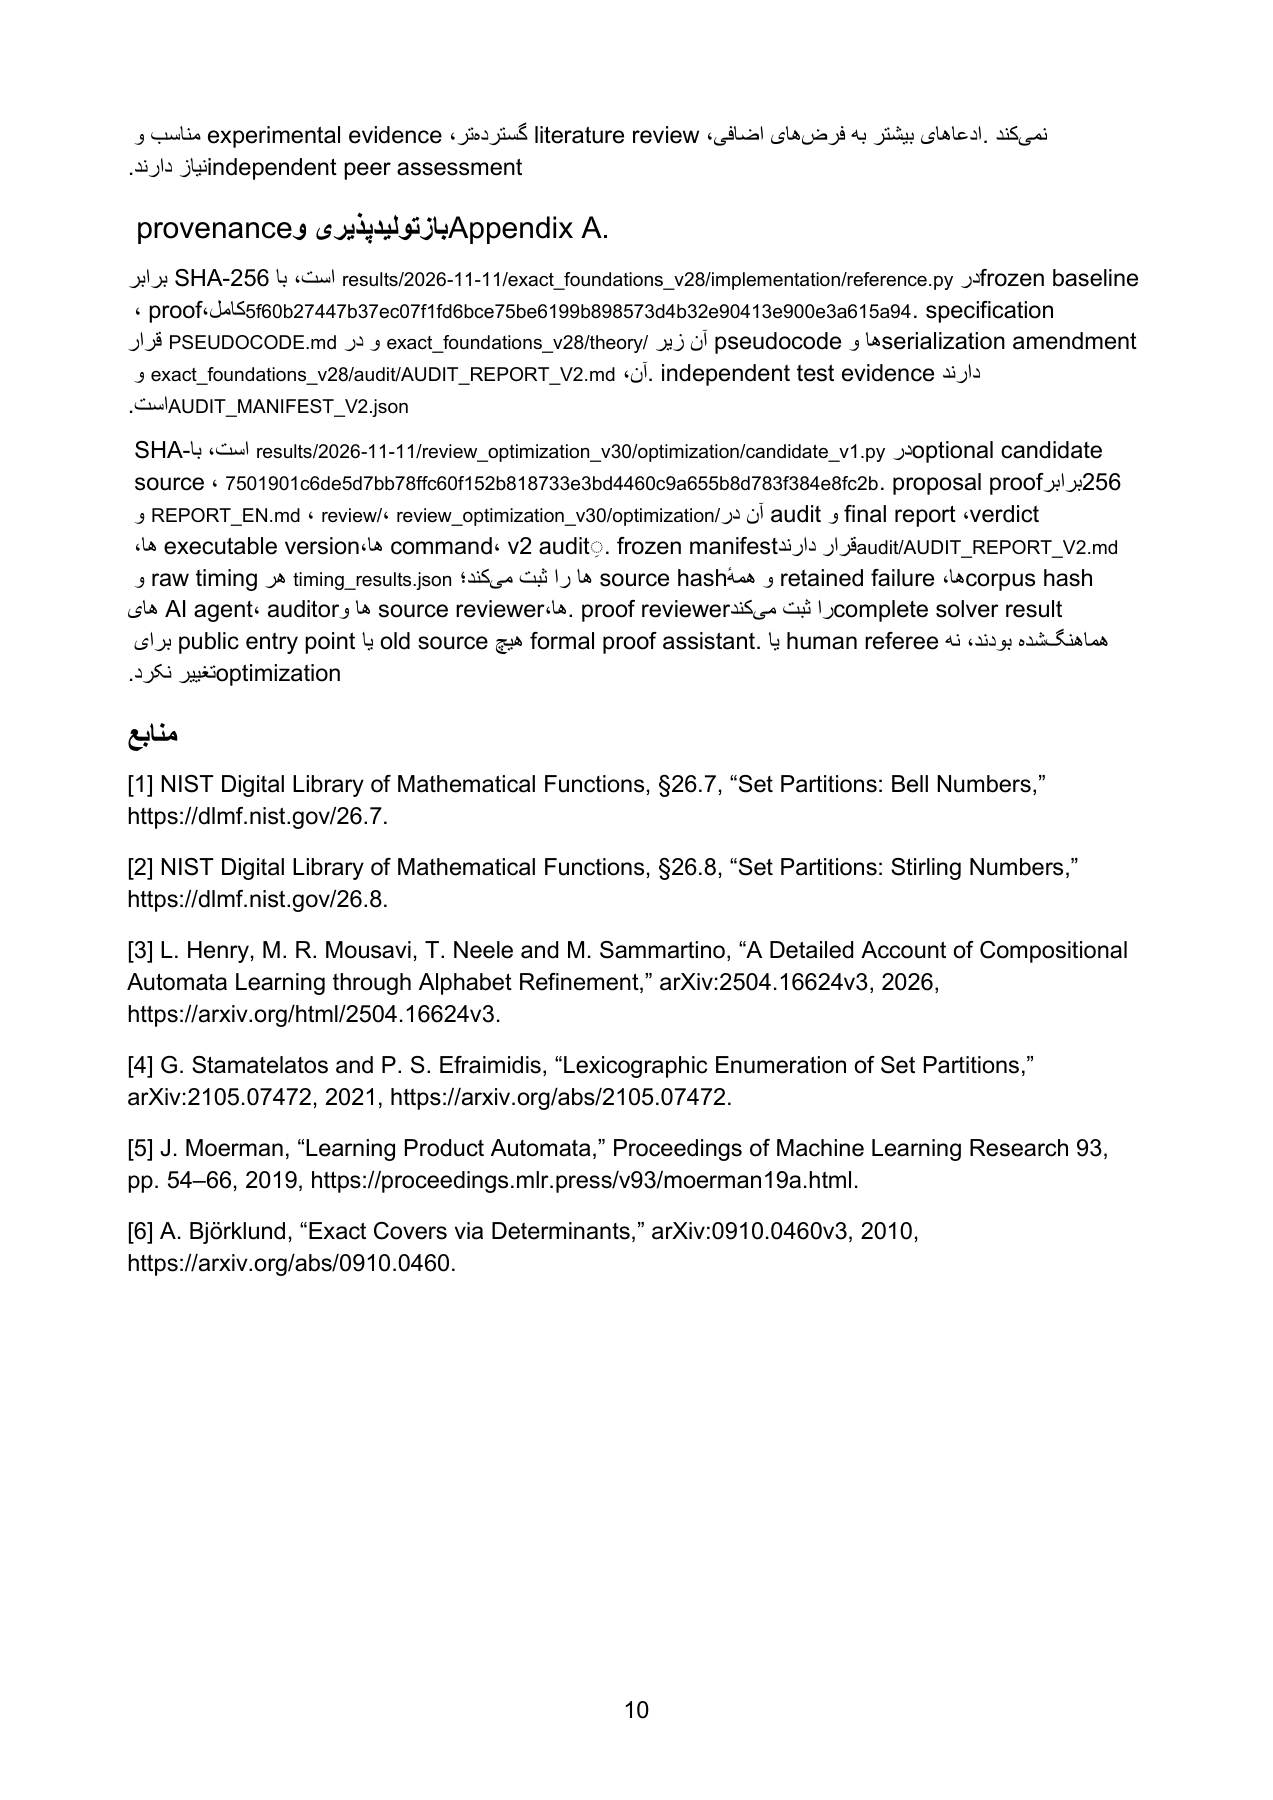 نمی‌کند. ادعاهای بیشتر به فرض‌های اضافی، literature review گسترده‌تر، experimental evidence مناسب و
independent peer assessment نیاز دارند.
Appendix A. بازتولیدپذیری و provenance
frozen baseline در results/2026-11-11/exact_foundations_v28/implementation/reference.py است، با SHA-256 برابر
5f60b27447b37ec07f1fd6bce75be6199b898573d4b32e90413e900e3a615a94. specification کامل، proof،
serialization amendment ها و pseudocode آن زیر exact_foundations_v28/theory/ و در PSEUDOCODE.md قرار
دارند. independent test evidence آن، exact_foundations_v28/audit/AUDIT_REPORT_V2.md و
AUDIT_MANIFEST_V2.json است.
optional candidate در results/2026-11-11/review_optimization_v30/optimization/candidate_v1.py است، با SHA-
256 برابر 7501901c6de5d7bb78ffc60f152b818733e3bd4460c9a655b8d783f384e8fc2b. proposal proof، source
verdict، final report و audit آن در review_optimization_v30/optimization/، review/، REPORT_EN.md و
audit/AUDIT_REPORT_V2.md قرار دارند. frozen manifestِ v2 audit، command ها، executable version ها،
corpus hash ها، retained failure و همهٔ source hash ها را ثبت می‌کند؛ timing_results.json هر raw timing و
complete solver result را ثبت می‌کند. proof reviewer ها، source reviewer ها و auditor، AI agent های
هماهنگ‌شده بودند، نه human referee یا formal proof assistant. هیچ old source یا public entry point برای
optimization تغییر نکرد.
منابع
[1] NIST Digital Library of Mathematical Functions, §26.7, “Set Partitions: Bell Numbers,”
https://dlmf.nist.gov/26.7.
[2] NIST Digital Library of Mathematical Functions, §26.8, “Set Partitions: Stirling Numbers,”
https://dlmf.nist.gov/26.8.
[3] L. Henry, M. R. Mousavi, T. Neele and M. Sammartino, “A Detailed Account of Compositional
Automata Learning through Alphabet Refinement,” arXiv:2504.16624v3, 2026,
https://arxiv.org/html/2504.16624v3.
[4] G. Stamatelatos and P. S. Efraimidis, “Lexicographic Enumeration of Set Partitions,”
arXiv:2105.07472, 2021, https://arxiv.org/abs/2105.07472.
[5] J. Moerman, “Learning Product Automata,” Proceedings of Machine Learning Research 93,
pp. 54–66, 2019, https://proceedings.mlr.press/v93/moerman19a.html.
[6] A. Björklund, “Exact Covers via Determinants,” arXiv:0910.0460v3, 2010,
https://arxiv.org/abs/0910.0460.
10